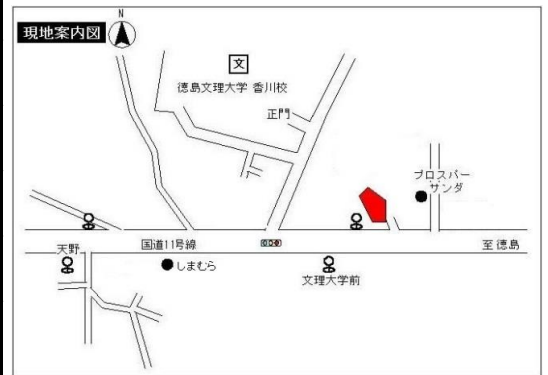 現地案内図
N
文
徳島文理大学 香川校
正門
プロスパー
サンダ
天野
国道11号線
至徳島
しまむら
文理大学前